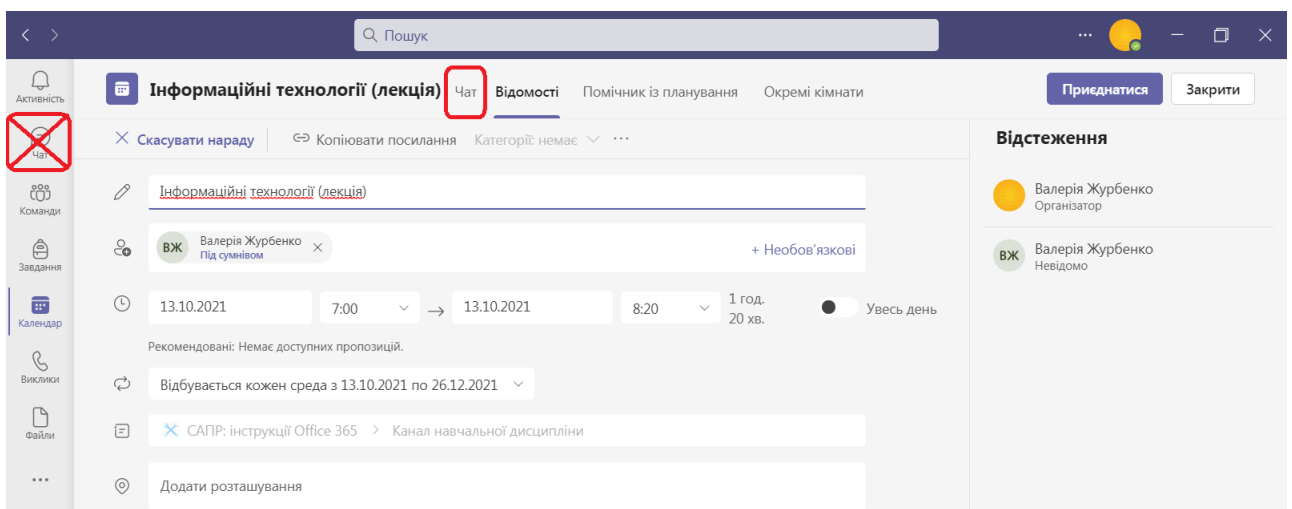 Пошук
Активність
Чат
Команди
Завдання
Календар
Виклики
Файли
Інформаційні технології (лекція) Чат Відомості Помічник із планування Окремі кімнати Приєднатися Закрити
Скасувати нараду Копіювати посилання Категорії: немає
Інформаційні технології (лекція)
ВЖ Валерія Журбенко
Під сумнівом
+ Необов'язкові
13.10.2021 7:00 → 13.10.2021 8:20 1 год. 20 хв. Увесь день
Рекомендовані: Немає доступних пропозицій.
Відбувається кожен среда з 13.10.2021 по 26.12.2021
САПР: інструкції Office 365 > Канал навчальної дисципліни
Додати розташування
Відстеження
Валерія Журбенко
Організатор
ВЖ Валерія Журбенко
Невідомо